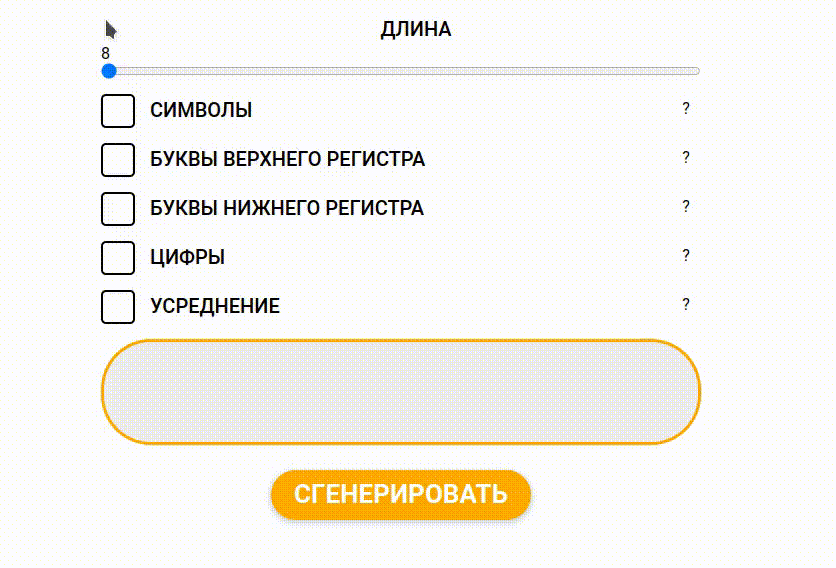 ДЛИНА
8
СИМВОЛЫ ?
БУКВЫ ВЕРХНЕГО РЕГИСТРА ?
БУКВЫ НИЖНЕГО РЕГИСТРА ?
ЦИФРЫ ?
УСРЕДНЕНИЕ ?
СГЕНЕРИРОВАТЬ